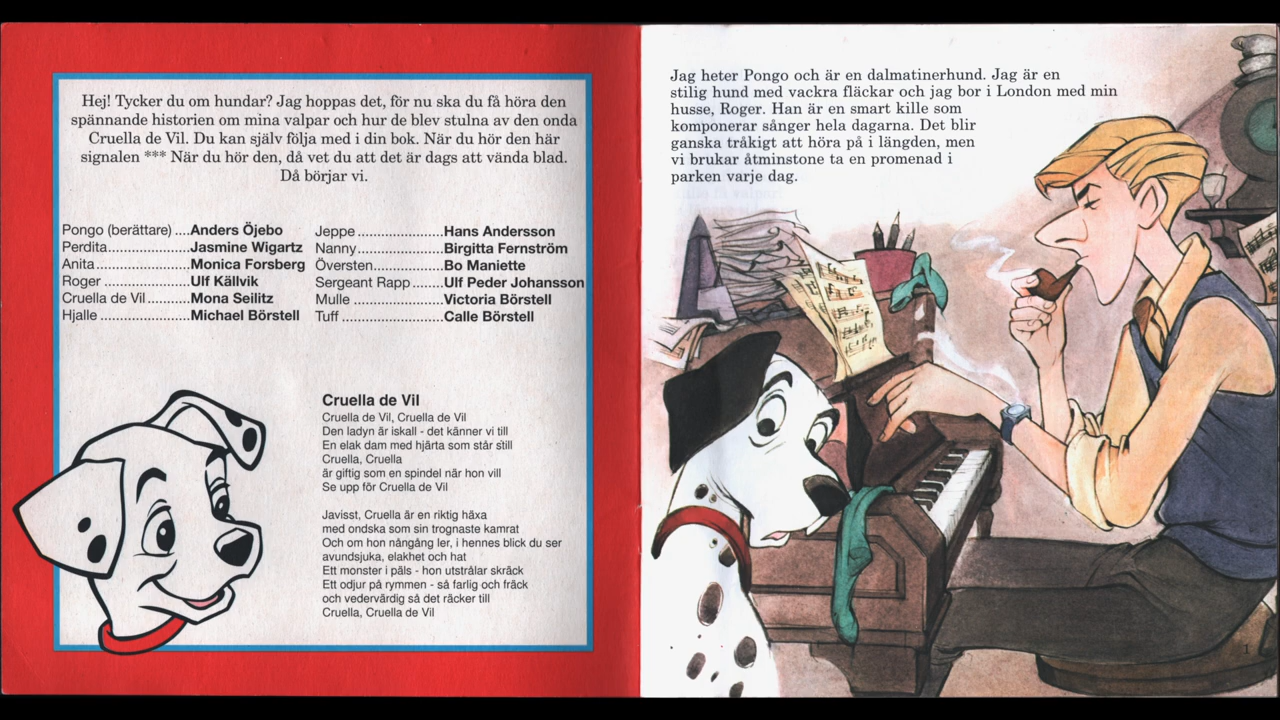 Hej! Tycker du om hundar? Jag hoppas det, för nu ska du få höra den
spännande historien om mina valpar och hur de blev stulna av den onda
Cruella de Vil. Du kan själv följa med i din bok. När du hör den här
signalen *** När du hör den, då vet du att det är dags att vända blad.
Då börjar vi.
Pongo (berättare) ....Anders Öjebo
Perdita....................Jasmine Wigartz
Anita.......................Monica Forsberg
Roger .....................Ulf Källvik
Cruella de Vil..........Mona Seilitz
Hjalle .....................Michael Börstell
Jeppe ....................Hans Andersson
Nanny....................Birgitta Fernström
Översten................Bo Maniette
Sergeant Rapp .......Ulf Peder Johansson
Mulle .....................Victoria Börstell
Tuff ........................Calle Börstell
Cruella de Vil
Cruella de Vil, Cruella de Vil
Den ladyn är iskall - det känner vi till
En elak dam med hjärta som står still
Cruella, Cruella
är giftig som en spindel när hon vill
Se upp för Cruella de Vil
Javisst, Cruella är en riktig häxa
med ondska som sin trognaste kamrat
Och om hon nångång ler, i hennes blick du ser
avundsjuka, elakhet och hat
Ett monster i päls - hon utstrålar skräck
Ett odjur på rymmen - så farlig och fräck
och vedervärdig så det räcker till
Cruella, Cruella de Vil
Jag heter Pongo och är en dalmatinerhund. Jag är en
stilig hund med vackra fläckar och jag bor i London med min
husse, Roger. Han är en smart kille som
komponerar sånger hela dagarna. Det blir
ganska tråkigt att höra på i längden, men
vi brukar åtminstone ta en promenad i
parken varje dag.
1